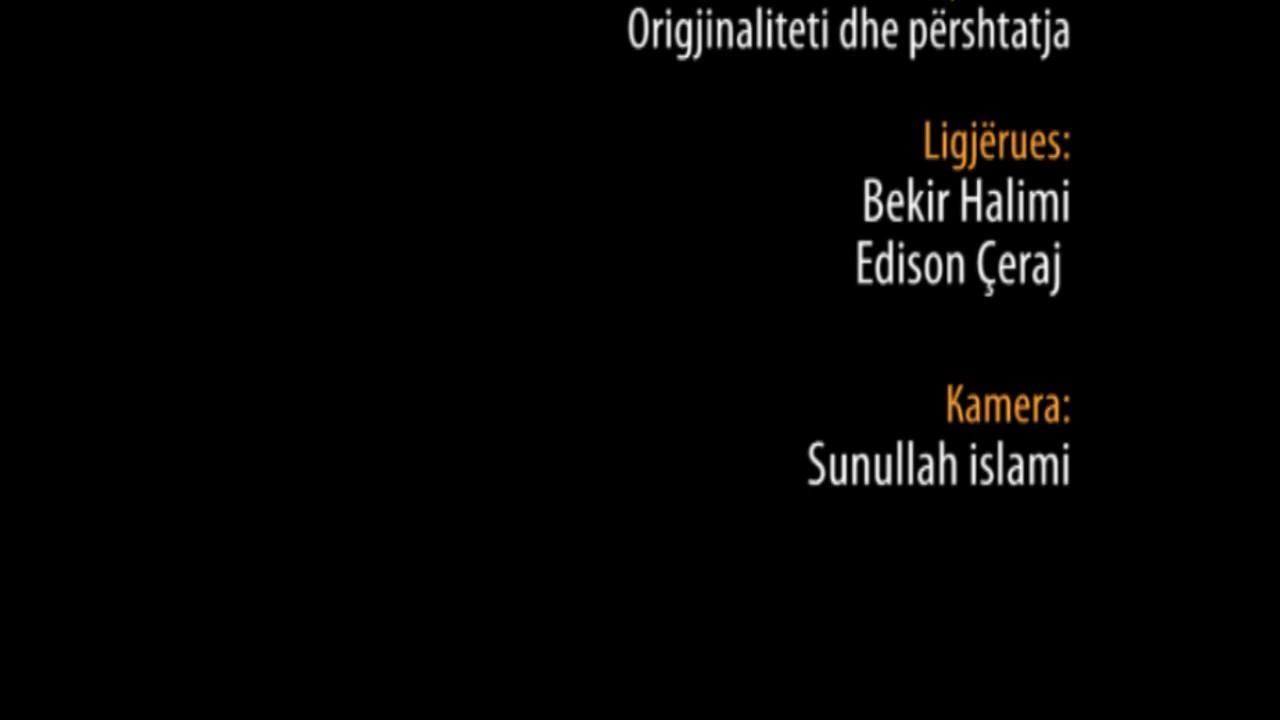 Origjinaliteti dhe përshtatja
Ligjërues:
Bekir Halimi
Edison Çeraj
Kamera:
Sunullah islami